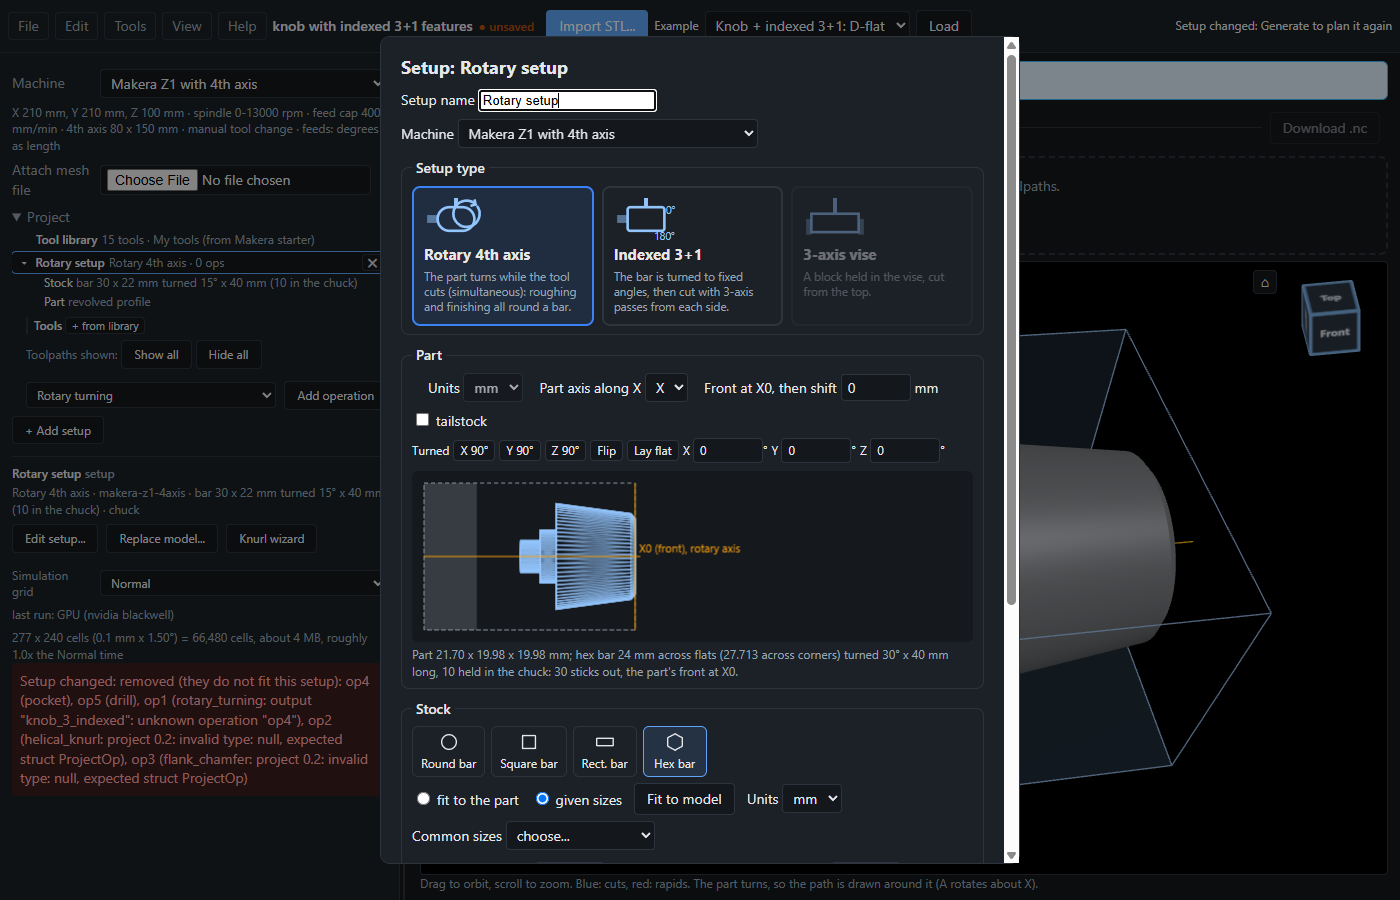 File Edit Tools View Help knob with indexed 3+1 features • unsaved Import STL... Example Knob + indexed 3+1: D-flat Load Setup changed: Generate to plan it again
Machine Makera Z1 with 4th axis
X 210 mm, Y 210 mm, Z 100 mm · spindle 0-13000 rpm · feed cap 400
mm/min · 4th axis 80 x 150 mm · manual tool change · feeds: degrees
as length
Attach mesh
file
Choose File No file chosen
Project
Tool library 15 tools · My tools (from Makera starter)
Rotary setup Rotary 4th axis · 0 ops
Stock bar 30 x 22 mm turned 15° x 40 mm (10 in the chuck)
Part revolved profile
Tools + from library
Toolpaths shown: Show all Hide all
Rotary turning Add operation
+ Add setup
Rotary setup setup
Rotary 4th axis · makera-z1-4axis · bar 30 x 22 mm turned 15° x 40 mm
(10 in the chuck) · chuck
Edit setup... Replace model... Knurl wizard
Simulation
grid
Normal
last run: GPU (nvidia blackwell)
277 x 240 cells (0.1 mm x 1.50°) = 66,480 cells, about 4 MB, roughly
1.0x the Normal time
Setup changed: removed (they do not fit this setup): op4
(pocket), op5 (drill), op1 (rotary_turning: output
"knob_3_indexed": unknown operation "op4"), op2
(helical_knurl: project 0.2: invalid type: null, expected
struct ProjectOp), op3 (flank_chamfer: project 0.2: invalid
type: null, expected struct ProjectOp)
Setup: Rotary setup
Setup name Rotary setup
Machine Makera Z1 with 4th axis
Setup type
0°
180°
Rotary 4th axis
The part turns while the tool
cuts (simultaneous): roughing
and finishing all round a bar.
Indexed 3+1
The bar is turned to fixed
angles, then cut with 3-axis
passes from each side.
3-axis vise
A block held in the vise, cut
from the top.
Part
Units mm Part axis along X X Front at X0, then shift 0 mm
tailstock
Turned X 90° Y 90° Z 90° Flip Lay flat X 0 ° Y 0 ° Z 0 °
X0 (front), rotary axis
Part 21.70 x 19.98 x 19.98 mm; hex bar 24 mm across flats (27.713 across corners) turned 30° x 40 mm
long, 10 held in the chuck: 30 sticks out, the part's front at X0.
Stock
Round bar Square bar Rect. bar Hex bar
fit to the part given sizes Fit to model Units mm
Common sizes choose...
Download .nc
lpaths.
Top
Front
Drag to orbit, scroll to zoom. Blue: cuts, red: rapids. The part turns, so the path is drawn around it (A rotates about X).